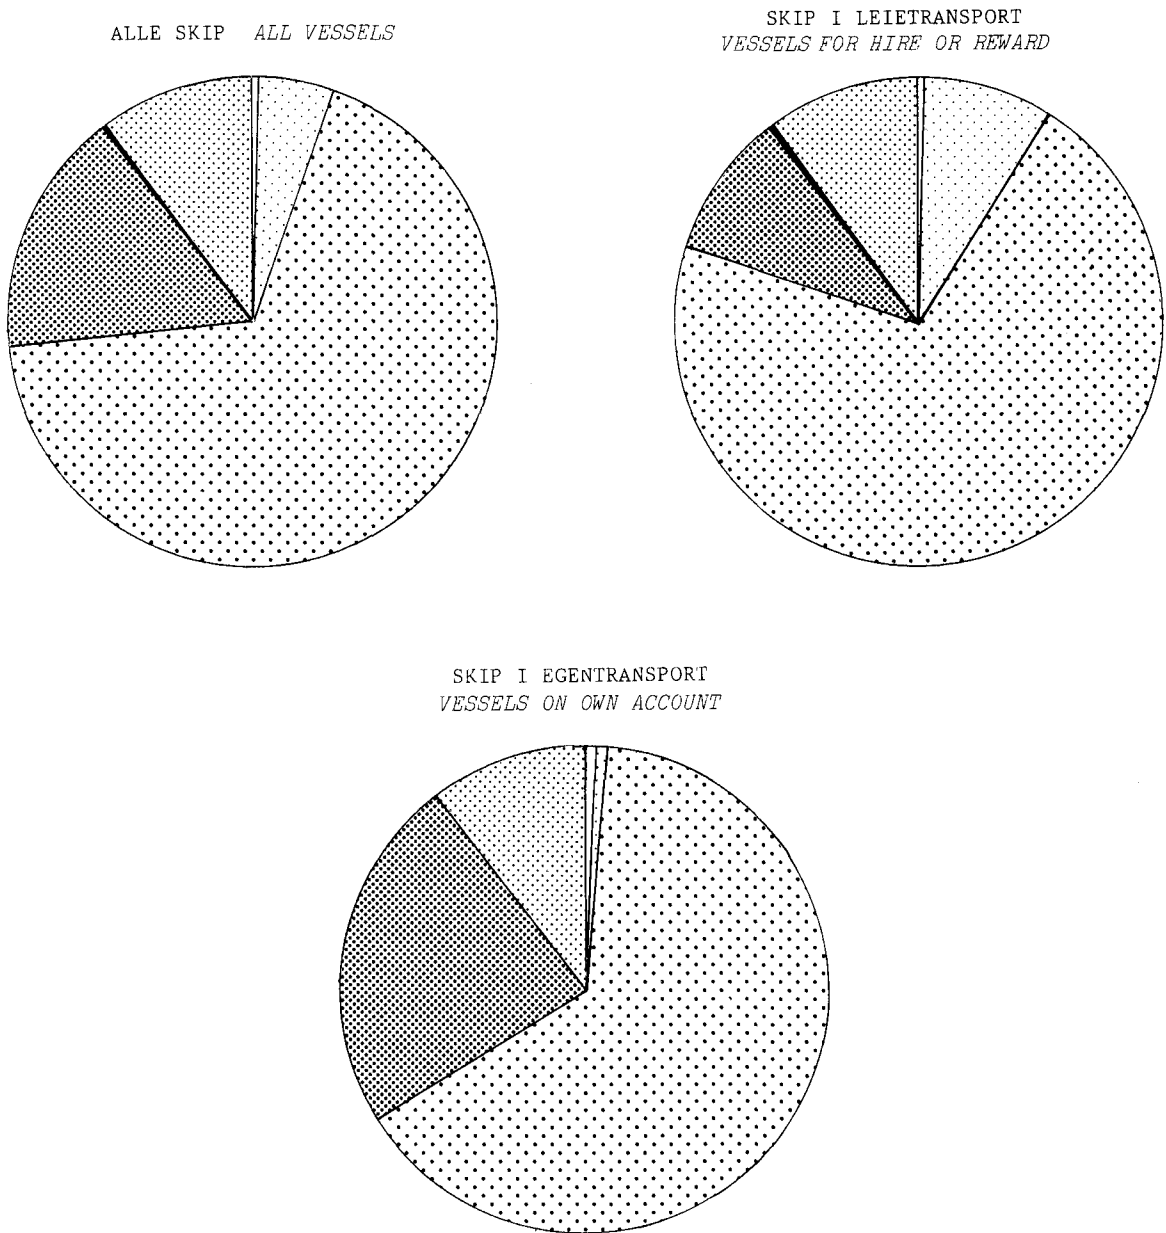 ALLE SKIP ALL VESSELS
SKIP I LEIETRANSPORT
VESSELS FOR HIRE OR REWARD
SKIP I EGENTRANSPORT
VESSELS ON OWN ACCOUNT